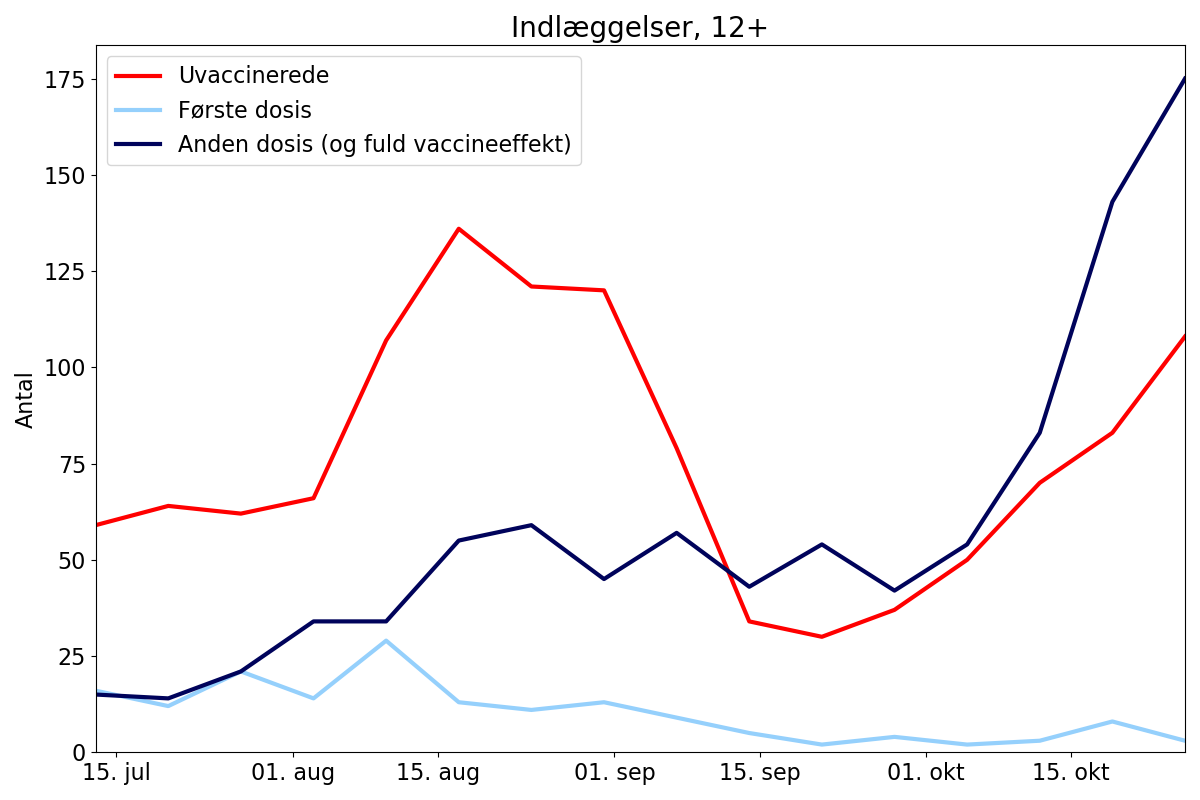 Indlæggelser, 12+
Uvaccinerede
Første dosis
Anden dosis (og fuld vaccineeffekt)
Antal
175
150
125
100
75
50
25
0
15. jul
01. aug
15. aug
01. sep
15. sep
01. okt
15. okt